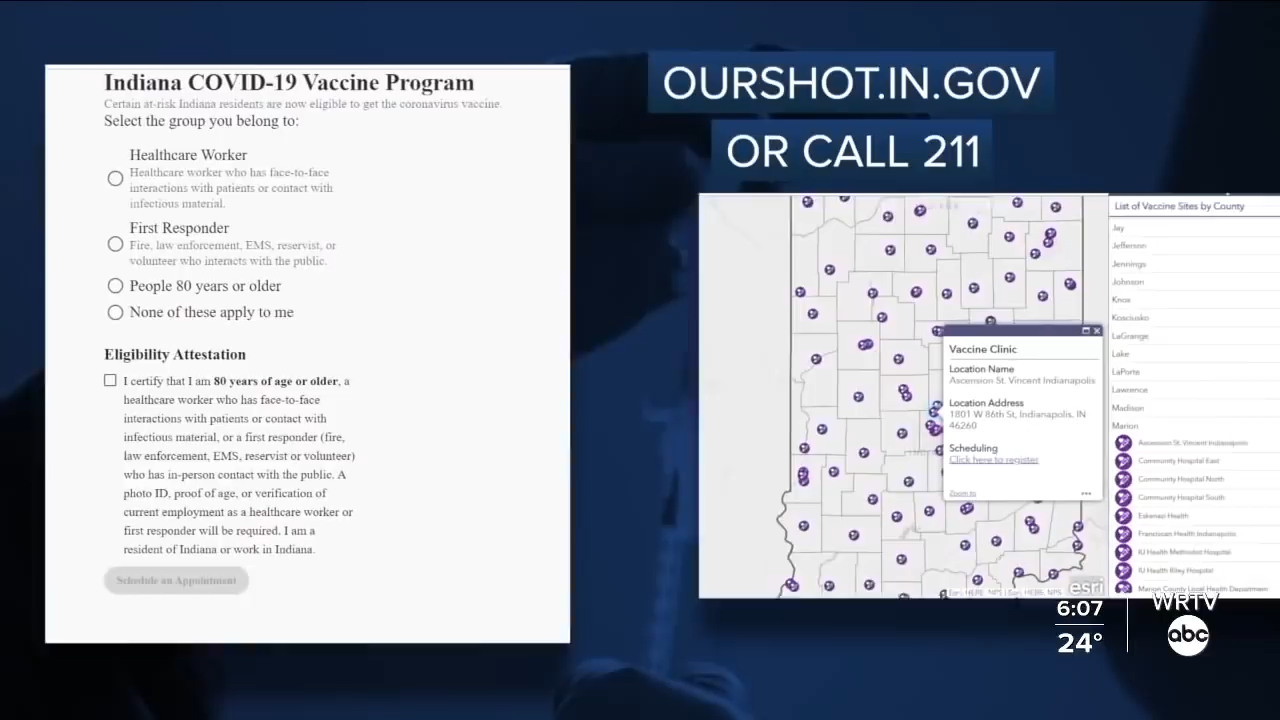 Indiana COVID-19 Vaccine Program
Certain at-risk Indiana residents are now eligible to get the coronavirus vaccine.
Select the group you belong to:
Healthcare Worker
Healthcare worker who has face-to-face
interactions with patients or contact with
infectious material.
First Responder
Fire, law enforcement, EMS, reservist, or
volunteer who interacts with the public.
People 80 years or older
None of these apply to me
Eligibility Attestation
I certify that I am 80 years of age or older, a
healthcare worker who has face-to-face
interactions with patients or contact with
infectious material, or a first responder (fire,
law enforcement, EMS, reservist or volunteer)
who has in-person contact with the public. A
photo ID, proof of age, or verification of
current employment as a healthcare worker or
first responder will be required. I am a
resident of Indiana or work in Indiana.
Schedule an Appointment
OURSHOT.IN.GOV
OR CALL 211
Vaccine Clinic
Location Name
Ascension St. Vincent Indianapolis
Location Address
1801 W 86th St, Indianapolis, IN
46260
Scheduling
Click here to register
Zoom to
esri
List of Vaccine Sites by County
Jay
Jefferson
Jennings
Johnson
Knox
Kosciusko
LaGrange
Lake
LaPorte
Lawrence
Madison
Marion
Ascension St. Vincent Indianapolis
Community Hospital East
Community Hospital North
Community Hospital South
Eskenazi Health
Franciscan Health Indianapolis
IU Health Methodist Hospital
IU Health Riley Hospital
Marion County Local Health Department
6:07
24°
WRTV
abc